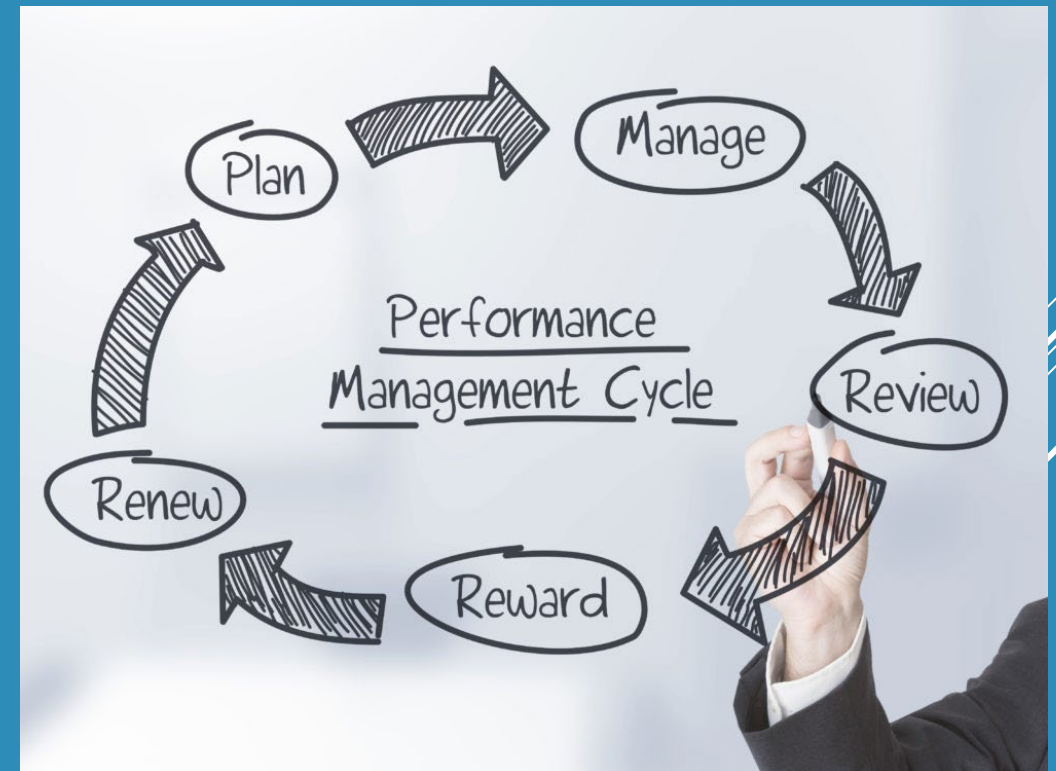 Plan
Manage
Performance
Management Cycle
Review
Renew
Reward